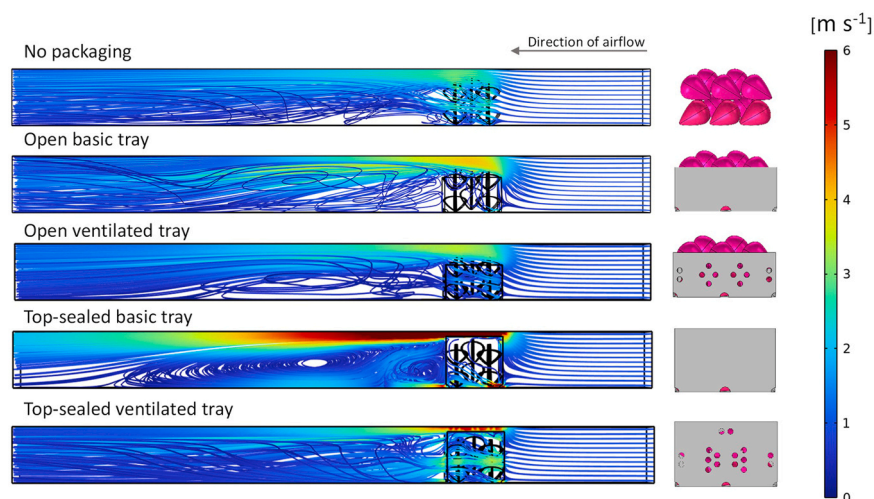 [m s-1]
No packaging
Direction of airflow
Open basic tray
Open ventilated tray
Top-sealed basic tray
Top-sealed ventilated tray
6
5
4
3
2
1
0